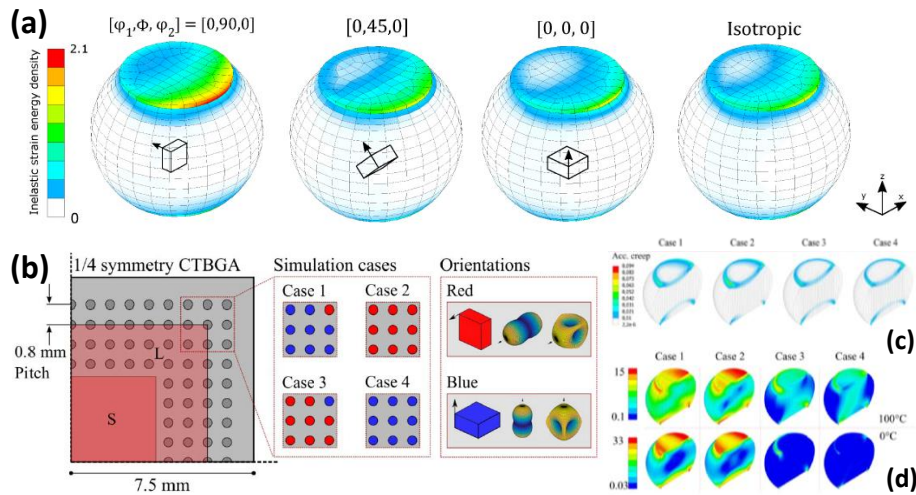 (a)
[φ1,Φ, φ2] = [0,90,0]
[0,45,0]
[0, 0, 0]
Isotropic
Inelastic strain energy density
2.1
0
z
y
x
(b)
1/4 symmetry CTBGA
0.8 mm
Pitch
L
S
7.5 mm
Simulation cases
Case 1
Case 2
Case 3
Case 4
Orientations
Red
Blue
Case 1
Case 2
Case 3
Case 4
Acc. creep
(c)
Case 1
Case 2
Case 3
Case 4
15
0.1
100°C
33
0.03
0°C
(d)